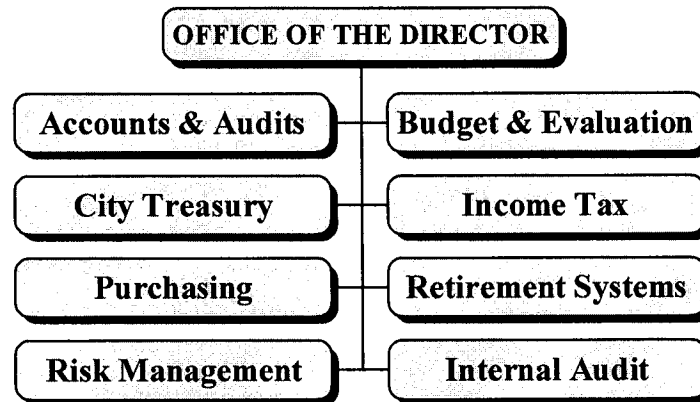 OFFICE OF THE DIRECTOR
Accounts & Audits
Budget & Evaluation
City Treasury
Income Tax
Purchasing
Retirement Systems
Risk Management
Internal Audit